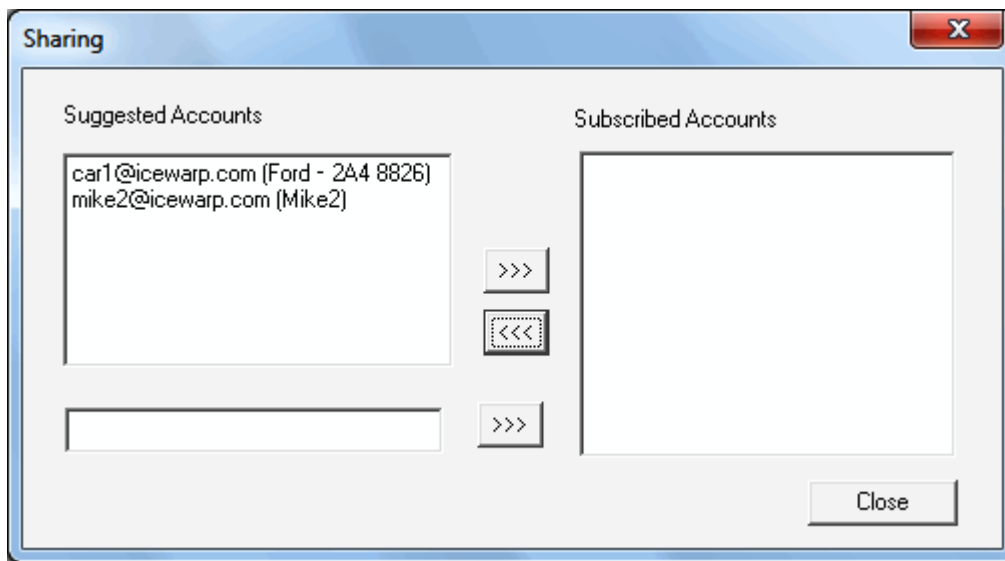 Sharing
x
Suggested Accounts
Subscribed Accounts
car1@icewarp.com (Ford - 2A4 8826)
mike2@icewarp.com (Mike2)
>>>
<<<
>>>
Close